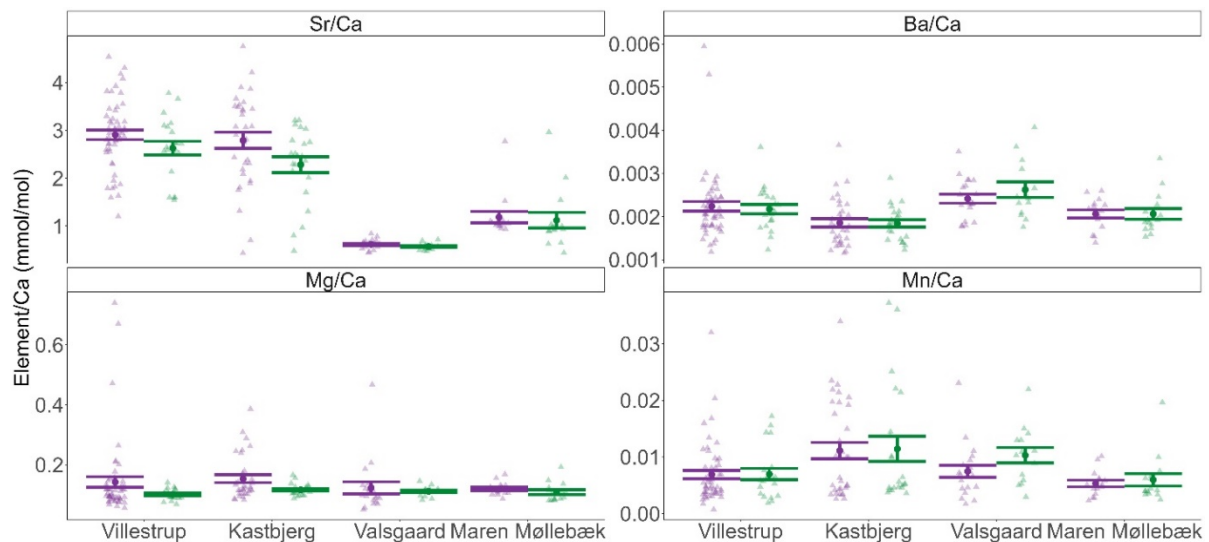 Sr/Ca
4
3
2
1
Ba/Ca
0.006
0.005
0.004
0.003
0.002
0.001
Element/Ca (mmol/mol)
Mg/Ca
0.6
0.4
0.2
Villestrup Kastbjerg Valsgaard Maren Møllebæk
Mn/Ca
0.03
0.02
0.01
0.00
Villestrup Kastbjerg Valsgaard Maren Møllebæk